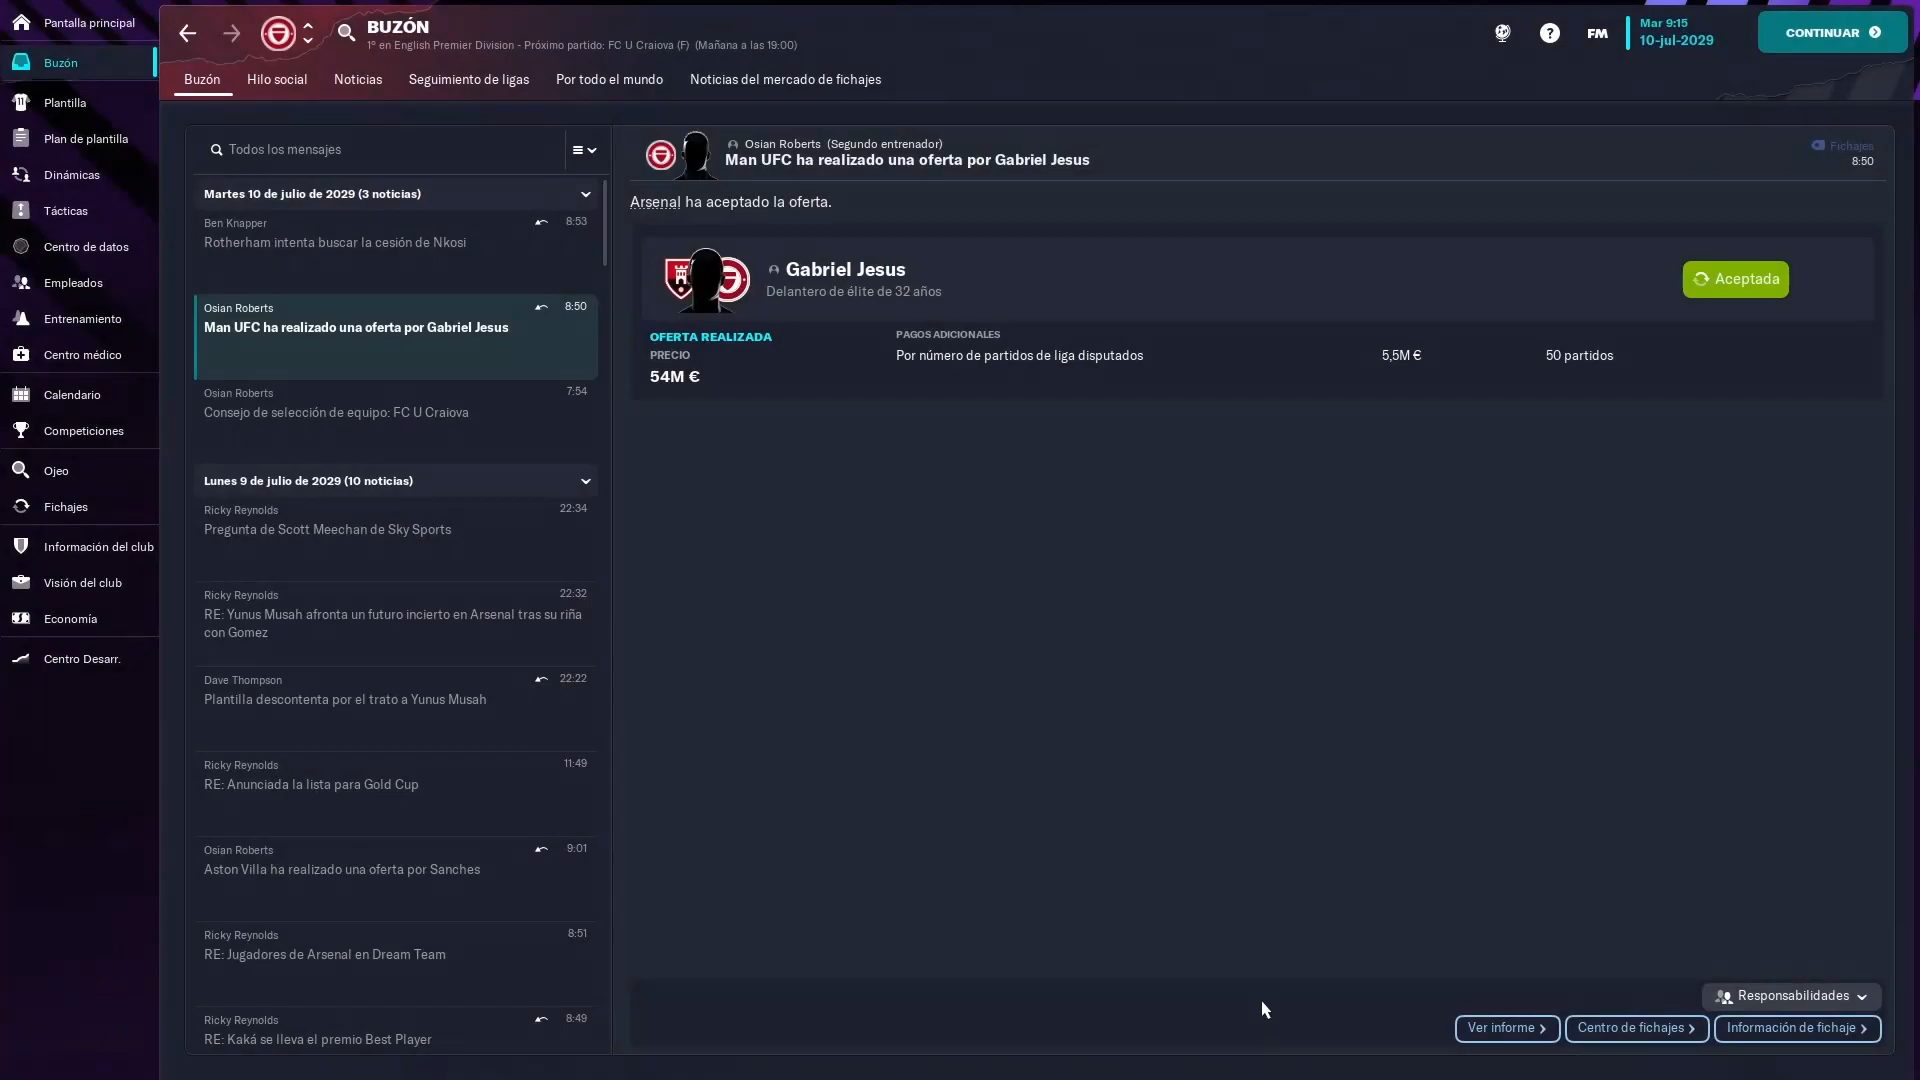 Pantalla principal
Buzón
Plantilla
Plan de plantilla
Dinámicas
Tácticas
Centro de datos
Empleados
Entrenamiento
Centro médico
Calendario
Competiciones
Ojeo
Fichajes
Información del club
Visión del club
Economía
Centro Desarr.
BUZÓN
1º en English Premier Division - Próximo partido: FC U Craiova (F) (Mañana a las 19:00)
FM
Mar 9:15
10-jul-2029
CONTINUAR
Buzón
Hilo social
Noticias
Seguimiento de ligas
Por todo el mundo
Noticias del mercado de fichajes
Todos los mensajes
Martes 10 de julio de 2029 (3 noticias)
Ben Knapper
8:53
Rotherham intenta buscar la cesión de Nkosi
Osian Roberts
8:50
Man UFC ha realizado una oferta por Gabriel Jesus
Osian Roberts
7:54
Consejo de selección de equipo: FC U Craiova
Lunes 9 de julio de 2029 (10 noticias)
Ricky Reynolds
22:34
Pregunta de Scott Meechan de Sky Sports
Ricky Reynolds
22:32
RE: Yunus Musah afronta un futuro incierto en Arsenal tras su riña
con Gomez
Dave Thompson
22:22
Plantilla descontenta por el trato a Yunus Musah
Ricky Reynolds
11:49
RE: Anunciada la lista para Gold Cup
Osian Roberts
9:01
Aston Villa ha realizado una oferta por Sanches
Ricky Reynolds
8:51
RE: Jugadores de Arsenal en Dream Team
Ricky Reynolds
8:49
RE: Kaká se lleva el premio Best Player
Osian Roberts (Segundo entrenador)
Man UFC ha realizado una oferta por Gabriel Jesus
Fichajes
8:50
Arsenal ha aceptado la oferta.
Gabriel Jesus
Delantero de élite de 32 años
Aceptada
OFERTA REALIZADA
PRECIO
54M €
PAGOS ADICIONALES
Por número de partidos de liga disputados
5,5M €
50 partidos
Responsabilidades
Ver informe
Centro de fichajes
Información de fichaje